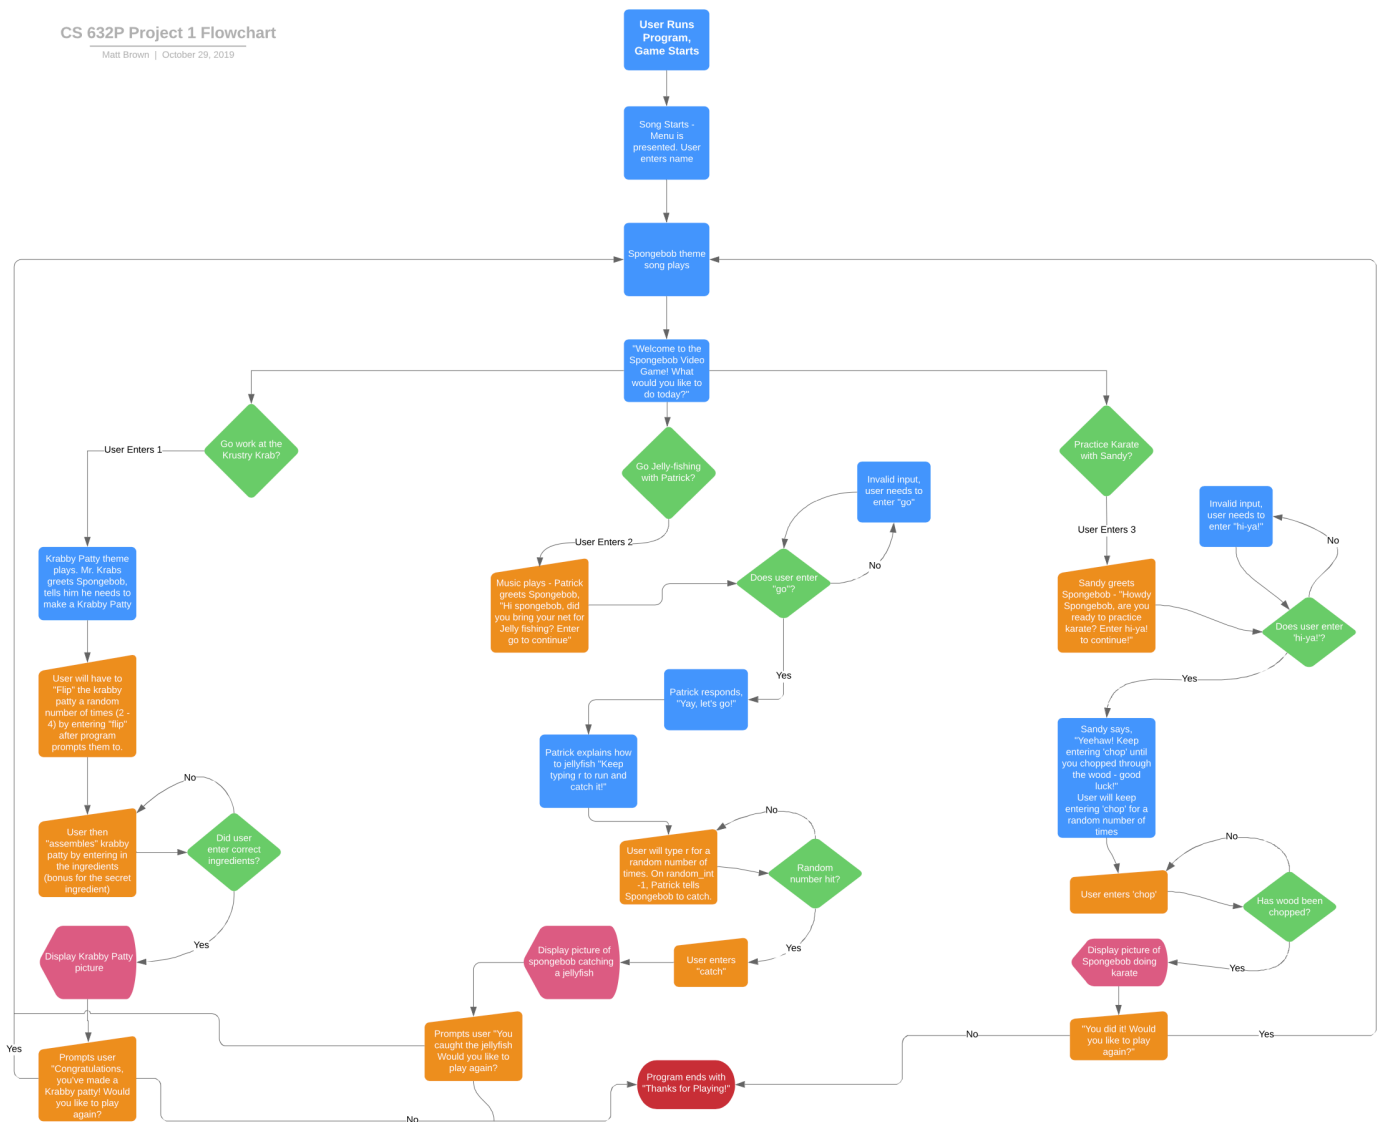 CS 632P Project 1 Flowchart
Matt Brown | October 29, 2019
User Runs
Program,
Game Starts
Song Starts -
Menu is
presented. User
enters name
Spongebob theme
song plays
"Welcome to the
Spongebob Video
Game! What
would you like to
do today?"
Go work at the
Krustry Krab?
User Enters 1
Krabby Patty theme
plays. Mr. Krabs
greets Spongebob,
tells him he needs to
make a Krabby Patty
User will have to
"Flip" the krabby
patty a random
number of times (2 -
4) by entering "flip"
after program
prompts them to.
No
User then
"assembles" krabby
patty by entering in
the ingredients
(bonus for the secret
ingredient)
Did user
enter correct
ingredients?
Yes
Display Krabby Patty
picture
Yes
Prompts user
"Congratulations,
you've made a
Krabby patty! Would
you like to play
again?
No
Go Jelly-fishing
with Patrick?
User Enters 2
Music plays - Patrick
greets Spongebob,
"Hi spongebob, did
you bring your net for
Jelly fishing? Enter
go to continue"
Invalid input,
user needs to
enter "go"
No
Does user enter
"go"?
Yes
Patrick responds,
"Yay, let's go!"
Patrick explains how
to jellyfish "Keep
typing r to run and
catch it!"
No
User will type r for a
random number of
times. On random_int
-1, Patrick tells
Spongebob to catch.
Random
number hit?
Yes
User enters
"catch"
Display picture of
spongebob catching
a jellyfish
Prompts user "You
caught the jellyfish
Would you like to
play again?
Program ends with
"Thanks for Playing!"
Practice Karate
with Sandy?
User Enters 3
Sandy greets
Spongebob - "Howdy
Spongebob, are you
ready to practice
karate? Enter hi-ya!
to continue!"
Invalid input,
user needs to
enter "hi-ya!"
No
Does user enter
'hi-ya!'?
Yes
Sandy says,
"Yeehaw! Keep
entering 'chop' until
you chopped through
the wood - good
luck!"
User will keep
entering 'chop' for a
random number of
times
No
User enters 'chop'
Has wood been
chopped?
Yes
Display picture of
Spongebob doing
karate
"You did it! Would
you like to play
again?"
No
Yes